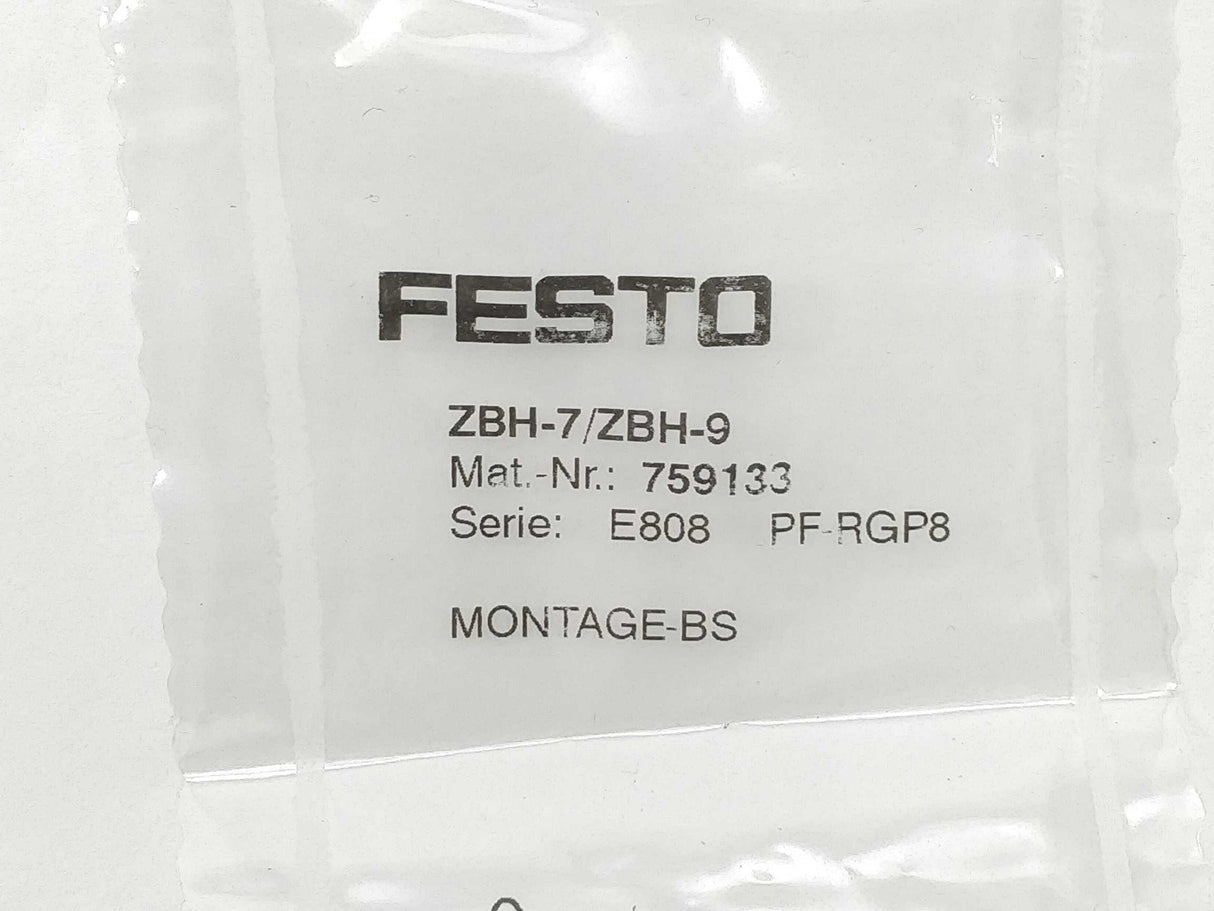 FESTO
ZBH-7/ZBH-9
Mat.-Nr.: 759133
Serie: E808 PF-RGP8
MONTAGE-BS